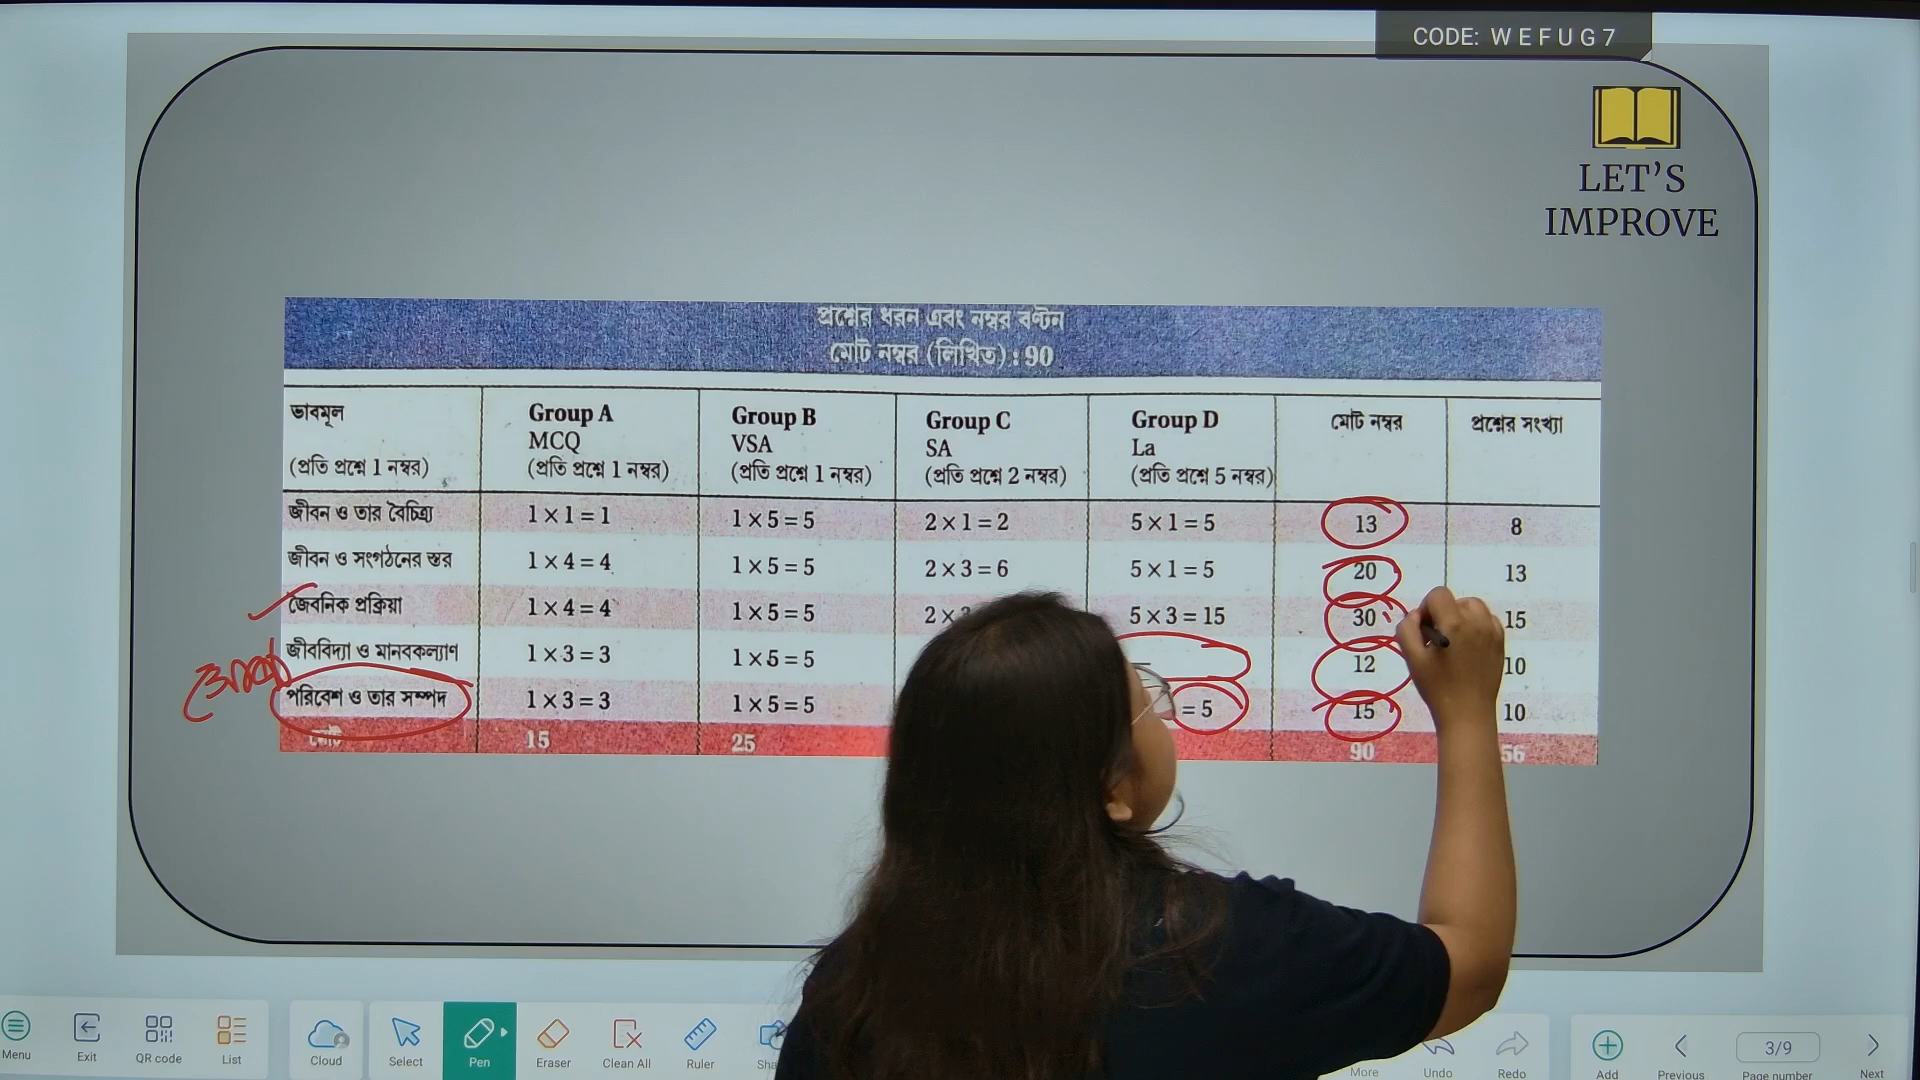 CODE: W E F U G 7
LET'S
IMPROVE
প্রশ্নের ধরন এবং নম্বর বণ্টন
মোট নম্বর (লিখিত) : 90
ভাবমূল
(প্রতি প্রশ্নে 1 নম্বর)
Group A
MCQ
(প্রতি প্রশ্নে 1 নম্বর)
Group B
VSA
(প্রতি প্রশ্নে 1 নম্বর)
Group C
SA
(প্রতি প্রশ্নে 2 নম্বর)
Group D
La
(প্রতি প্রশ্নে 5 নম্বর)
মোট নম্বর
প্রশ্নের সংখ্যা
জীবন ও তার বৈচিত্র্য 1 × 1 = 1 1 × 5 = 5 2 × 1 = 2 5 × 1 = 5 13 8
জীবন ও সংগঠনের স্তর 1 × 4 = 4 1 × 5 = 5 2 × 3 = 6 5 × 1 = 5 20 13
জৈবনিক প্রক্রিয়া 1 × 4 = 4 1 × 5 = 5 2 × 5 × 3 = 15 30 15
জীববিদ্যা ও মানবকল্যাণ 1 × 3 = 3 1 × 5 = 5 12 10
পরিবেশ ও তার সম্পদ 1 × 3 = 3 1 × 5 = 5 = 5 15 10
মোট 15 25 90 56
Menu
Exit
QR code
List
Cloud
Select
Pen
Eraser
Clean All
Ruler
More
Undo
Redo
Add
Previous
3/9
Page number
Next